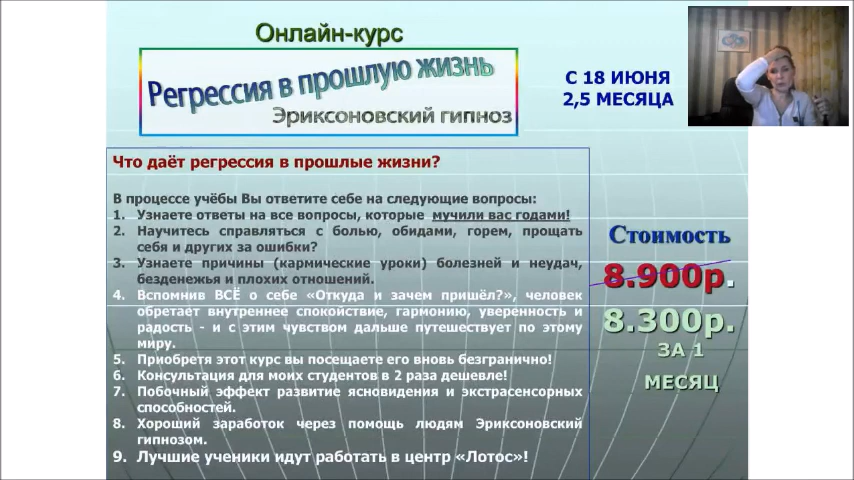 Онлайн-курс
Регрессия в прошлую жизнь
Эриксоновский гипноз
С 18 ИЮНЯ
2,5 МЕСЯЦА
Что даёт регрессия в прошлые жизни?
В процессе учёбы Вы ответите себе на следующие вопросы:
1. Узнаете ответы на все вопросы, которые мучили вас годами!
2. Научитесь справляться с болью, обидами, горем, прощать
себя и других за ошибки?
3. Узнаете причины (кармические уроки) болезней и неудач,
безденежья и плохих отношений.
4. Вспомнив ВСЁ о себе «Откуда и зачем пришёл?», человек
обретает внутреннее спокойствие, гармонию, уверенность и
радость - и с этим чувством дальше путешествует по этому
миру.
5. Приобретя этот курс вы посещаете его вновь безгранично!
6. Консультация для моих студентов в 2 раза дешевле!
7. Побочный эффект развитие ясновидения и экстрасенсорных
способностей.
8. Хороший заработок через помощь людям Эриксоновский
гипнозом.
9. Лучшие ученики идут работать в центр «Лотос»!
Стоимость
8.900р.
8.300р.
ЗА 1
МЕСЯЦ